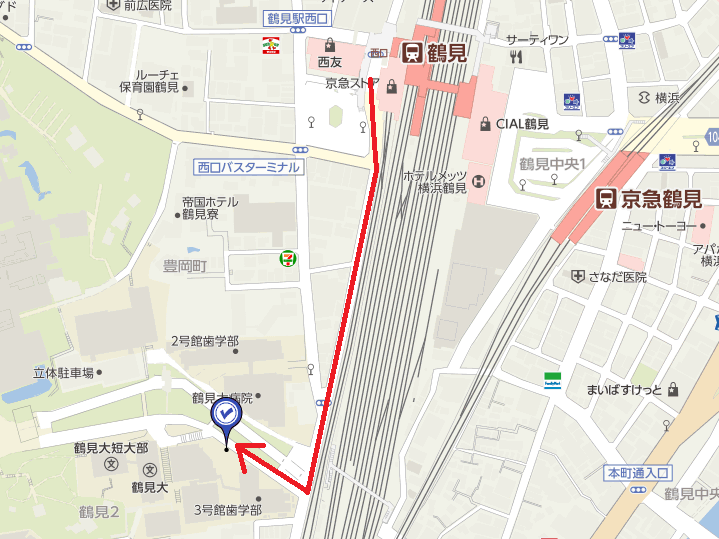 前広医院
鶴見駅西口
西友
西口
鶴見
サーティワン
ルーチェ
保育園鶴見
京急ストア
横浜
CIAL鶴見
西口バスターミナル
ホテルメッツ
横浜鶴見
鶴見中央1
104
帝国ホテル
鶴見寮
京急鶴見
ニュー・トーヨー
豊岡町
7
さなだ医院
アパホ
横浜
2号館歯学部
立体駐車場
鶴見大病院
まいばすけっと
鶴見大短大部
鶴見大
本町通入口
3号館歯学部
鶴見2
鶴見中央